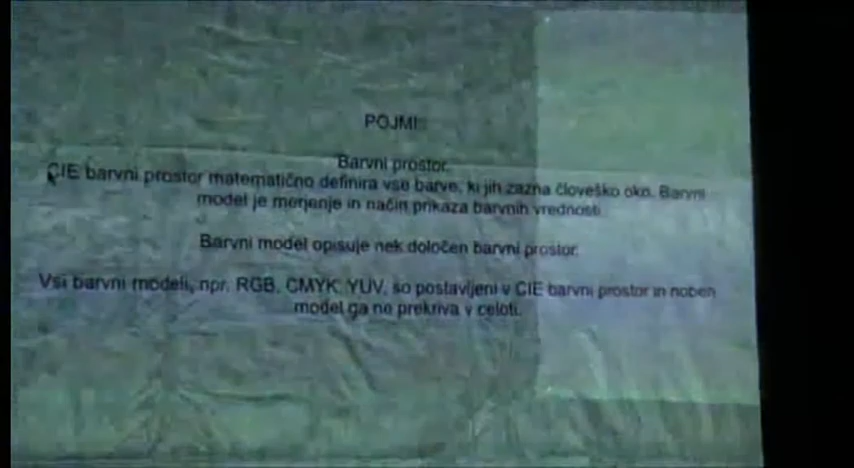 POJMI:
Barvni prostor.
CIE barvni prostor matematično definira vse barve, ki jih zazna človeško oko. Barvni
model je merjenje in način prikaza barvnih vrednosti.
Barvni model opisuje nek določen barvni prostor.
Vsi barvni modeli, npr. RGB, CMYK, YUV, so postavljeni v CIE barvni prostor in noben
model ga ne prekriva v celoti.